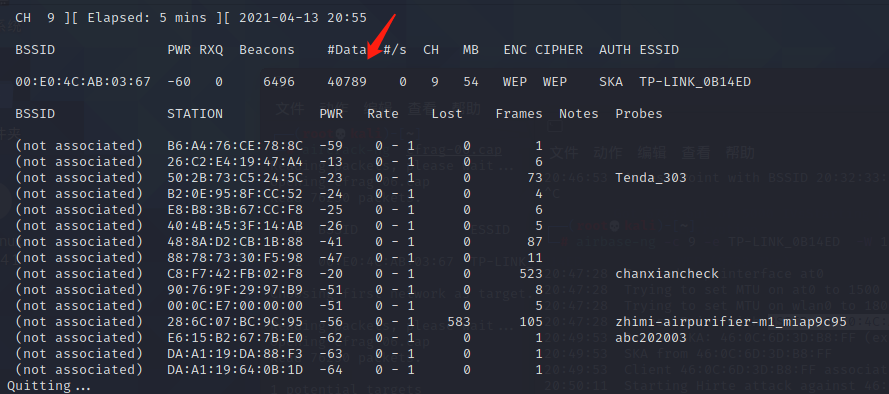 CH  9 ][ Elapsed: 5 mins ][ 2021-04-13 20:55
BSSID              PWR RXQ  Beacons    #Data, #/s  CH   MB   ENC CIPHER  AUTH ESSID
00:E0:4C:AB:03:67  -60   0     6496    40789    0   9   54   WEP  WEP    SKA  TP-LINK_0B14ED
BSSID              STATION            PWR   Rate    Lost    Frames  Notes  Probes
(not associated)   B6:A4:76:CE:78:8C  -59    0 - 1      0        1
(not associated)   26:C2:E4:19:47:A4  -13    0 - 1      0        6
(not associated)   50:2B:73:C5:24:5C  -23    0 - 1      0       73         Tenda_303
(not associated)   B2:0E:95:8F:CC:52  -24    0 - 1      0        4
(not associated)   E8:B8:3B:67:CC:F8  -25    0 - 1      0        6
(not associated)   40:4B:45:3F:14:AB  -26    0 - 1      0        5
(not associated)   48:8A:D2:CB:1B:88  -41    0 - 1      0       87
(not associated)   88:78:73:30:F5:98  -47    0 - 1      0       11
(not associated)   C8:F7:42:FB:02:F8  -20    0 - 1      0      523         chanxiancheck
(not associated)   90:76:9F:29:97:B9  -51    0 - 1      0        8
(not associated)   00:0C:E7:00:00:00  -51    0 - 1      0        5
(not associated)   28:6C:07:BC:9C:95  -56    0 - 1    583      105         zhimi-airpurifier-m1_miap9c95
(not associated)   E6:15:B2:67:7B:E0  -62    0 - 1      0        1         abc202003
(not associated)   DA:A1:19:DA:88:F3  -63    0 - 1      0        1
(not associated)   DA:A1:19:64:0B:1D  -64    0 - 1      0        1
Quitting...